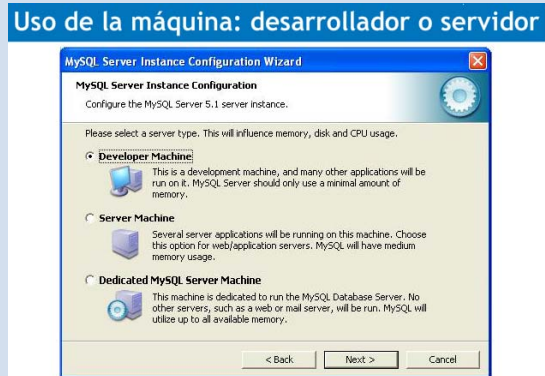 Uso de la máquina: desarrollador o servidor
MySQL Server Instance Configuration Wizard
MySQL Server Instance Configuration
Configure the MySQL Server 5.1 server instance.
Please select a server type. This will influence memory, disk and CPU usage.
Developer Machine
This is a development machine, and many other applications will be
run on it. MySQL Server should only use a minimal amount of
memory.
Server Machine
Several server applications will be running on this machine. Choose
this option for web/application servers. MySQL will have medium
memory usage.
Dedicated MySQL Server Machine
This machine is dedicated to run the MySQL Database Server. No
other servers, such as a web or mail server, will be run. MySQL will
utilize up to all available memory.
< Back
Next >
Cancel